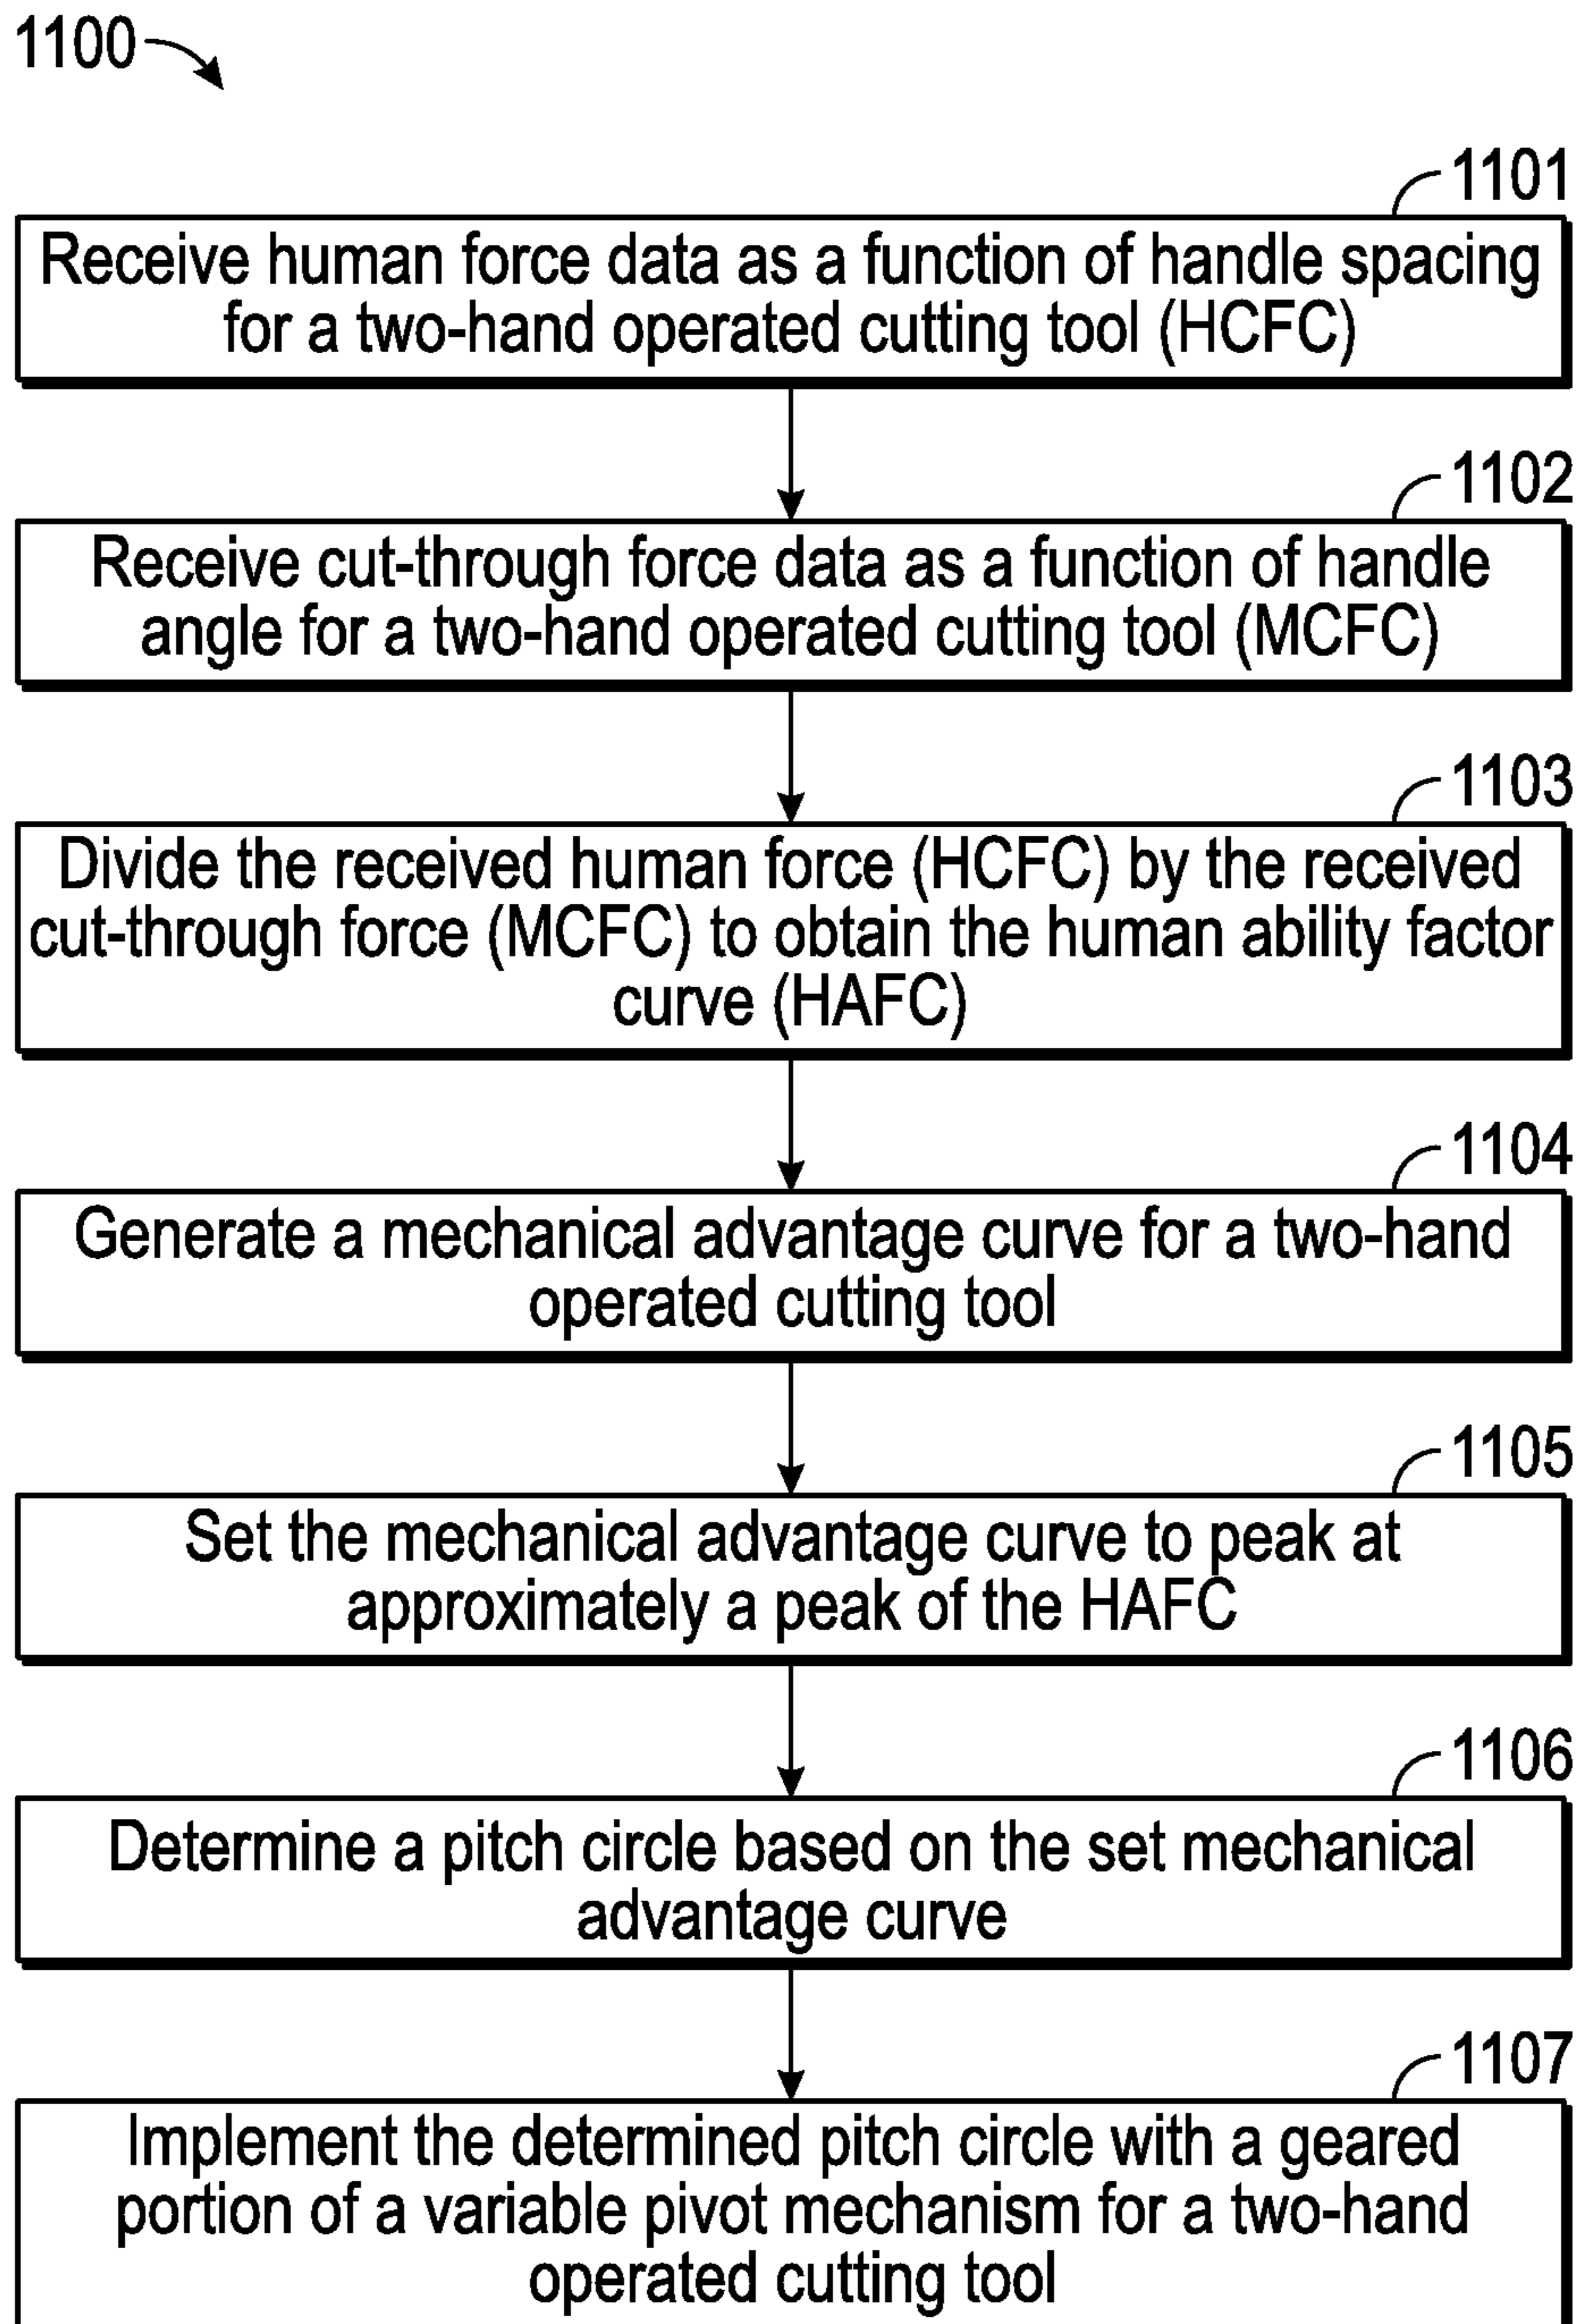 1100
1101
Receive human force data as a function of handle spacing
for a two-hand operated cutting tool (HCFC)
1102
Receive cut-through force data as a function of handle
angle for a two-hand operated cutting tool (MCFC)
1103
Divide the received human force (HCFC) by the received
cut-through force (MCFC) to obtain the human ability factor
curve (HAFC)
1104
Generate a mechanical advantage curve for a two-hand
operated cutting tool
1105
Set the mechanical advantage curve to peak at
approximately a peak of the HAFC
1106
Determine a pitch circle based on the set mechanical
advantage curve
1107
Implement the determined pitch circle with a geared
portion of a variable pivot mechanism for a two-hand
operated cutting tool